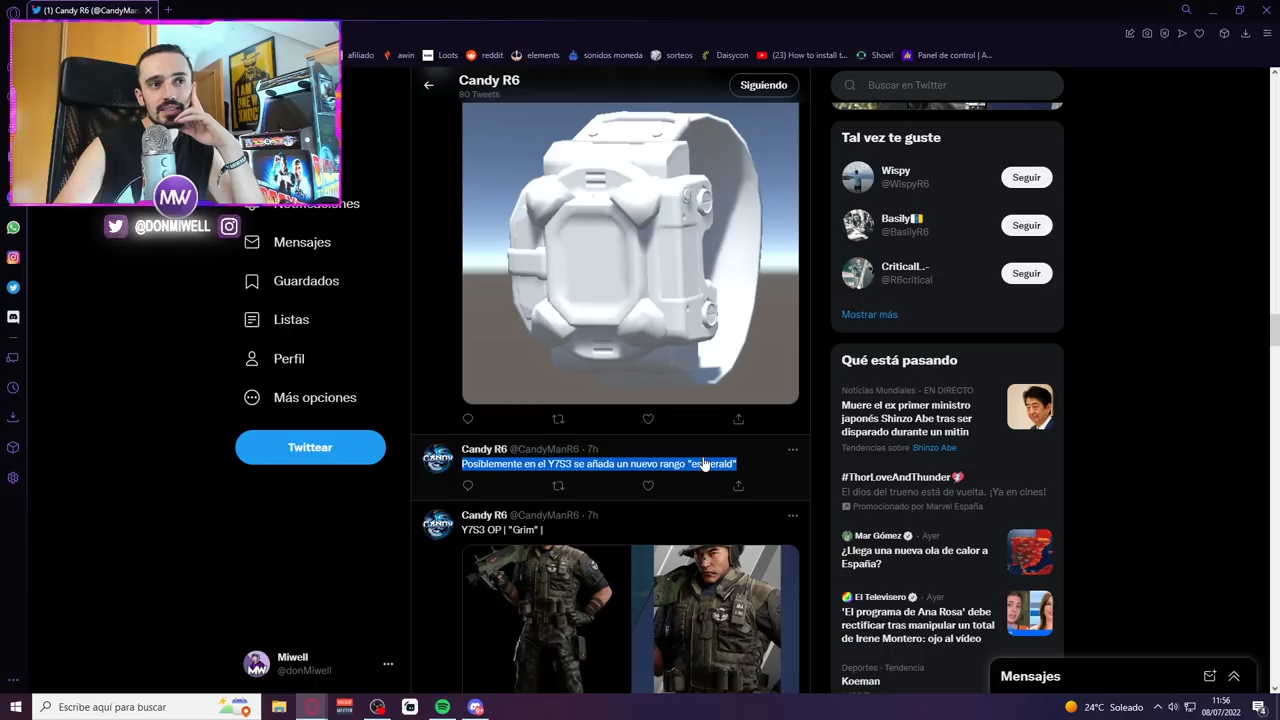 (1) Candy R6 (@CandyMan
afiliado
awin
Loots
reddit
elements
sonidos moneda
sorteos
Daisycon
(23) How to install t...
Show!
Panel de control | A...
Candy R6
80 Tweets
Siguiendo
Buscar en Twitter
MW
@DONMIWELL
Mensajes
Guardados
Listas
Perfil
Más opciones
Twittear
Miwell
@donMiwell
Candy R6 @CandyManR6 · 7h
Posiblemente en el Y7S3 se añada un nuevo rango "esmerald"
Candy R6 @CandyManR6 · 7h
Y7S3 OP | "Grim" |
Tal vez te guste
Wispy
@WispyR6
Seguir
Basily
@BasilyR6
Seguir
CriticalL.-
@R6critical
Seguir
Mostrar más
Qué está pasando
Noticias Mundiales · EN DIRECTO
Muere el ex primer ministro
japonés Shinzo Abe tras ser
disparado durante un mitin
Tendencias sobre Shinzo Abe
#ThorLoveAndThunder
El dios del trueno está de vuelta. ¡Ya en cines!
Promocionado por Marvel España
Mar Gómez · Ayer
¿Llega una nueva ola de calor a
España?
El Televisero · Ayer
'El programa de Ana Rosa' debe
rectificar tras manipular un total
de Irene Montero: ojo al vídeo
Deportes · Tendencia
Koeman
Mensajes
Escribe aquí para buscar
24°C Soleado
11:56
08/07/2022